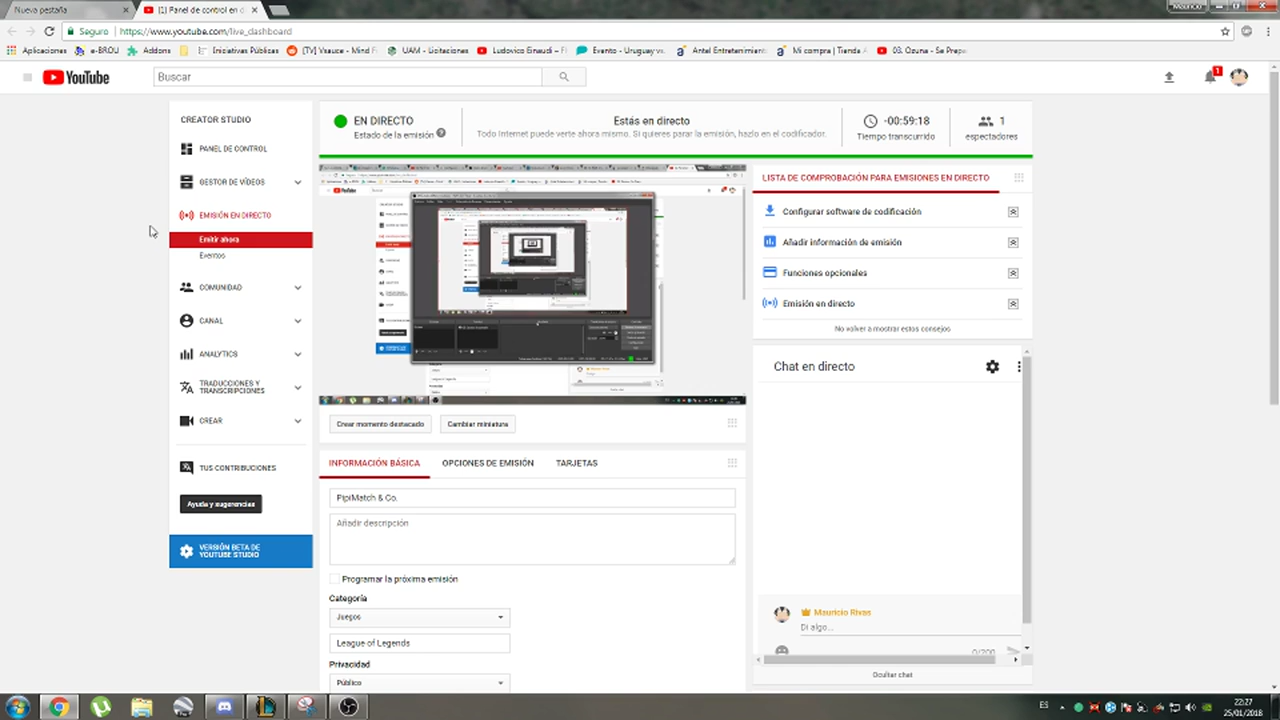 Nueva pestaña
[1] Panel de control en d
Mauricio
Seguro
https://www.youtube.com/live_dashboard
Aplicaciones
e-BROU
Addons
Iniciativas Públicas
[TV] Vsauce - Mind F
UAM - Licitaciones
Ludovico Einaudi – F
Evento - Uruguay vs.
Antel Entretenimient
Mi compra | Tienda A
03. Ozuna - Se Prepa
YouTube
Buscar
1
CREATOR STUDIO
PANEL DE CONTROL
GESTOR DE VÍDEOS
EMISIÓN EN DIRECTO
Emitir ahora
Eventos
COMUNIDAD
CANAL
ANALYTICS
TRADUCCIONES Y
TRANSCRIPCIONES
CREAR
TUS CONTRIBUCIONES
Ayuda y sugerencias
VERSIÓN BETA DE
YOUTUBE STUDIO
EN DIRECTO
Estado de la emisión
Estás en directo
Todo Internet puede verte ahora mismo. Si quieres parar la emisión, hazlo en el codificador.
-00:59:18
Tiempo transcurrido
1
espectadores
Crear momento destacado
Cambiar miniatura
INFORMACIÓN BÁSICA
OPCIONES DE EMISIÓN
TARJETAS
PipiMatch & Co.
Añadir descripción
Programar la próxima emisión
Categoría
Juegos
League of Legends
Privacidad
Público
LISTA DE COMPROBACIÓN PARA EMISIONES EN DIRECTO
Configurar software de codificación
Añadir información de emisión
Funciones opcionales
Emisión en directo
No volver a mostrar estos consejos
Chat en directo
Mauricio Rivas
Di algo...
0/200
Ocultar chat
ES
22:27
25/01/2018